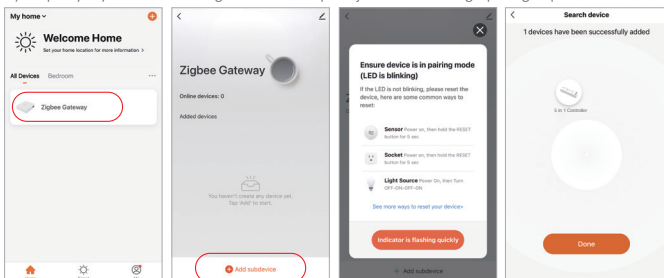 My home
Welcome Home
Set your home location for more information >
All Devices Bedroom ...
Zigbee Gateway
Zigbee Gateway
Online devices: 0
Added devices
You haven't create any device yet.
Tap 'Add' to start.
Add subdevice
Ensure device is in pairing mode
(LED is blinking)
If the LED is not blinking, please reset the
device, here are some common ways to
reset:
Sensor Power on, then hold the RESET
button for 5 sec
Socket Power on, then hold the RESET
button for 5 sec
Light Source Power On, then Turn
OFF-ON-OFF-ON
See more ways to reset your device>
Indicator is flashing quickly
+ Add subdevice
Search device
1 devices have been successfully added
5 in 1 Controller
Done